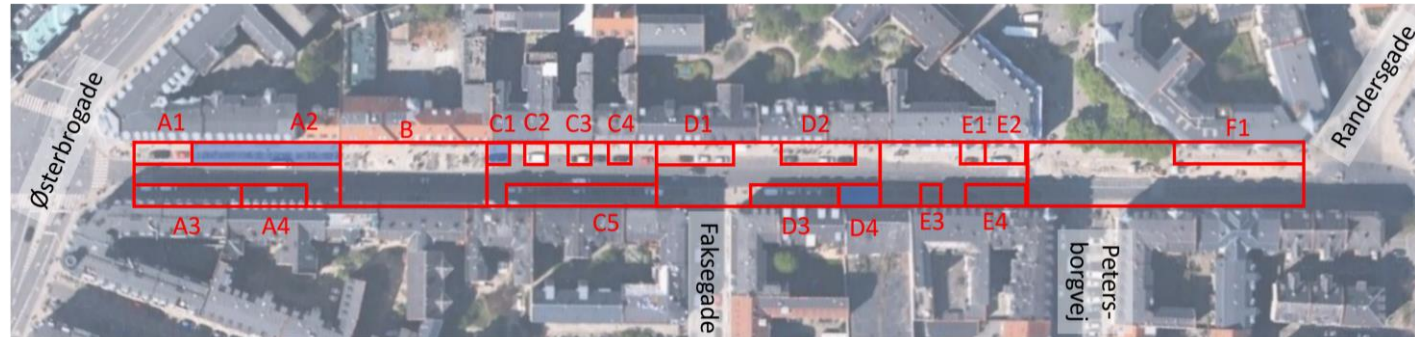 Østerbrogade
A1
A2
B
C1
C2
C3
C4
D1
D2
E1
E2
F1
Randersgade
A3
A4
C5
Faksegade
D3
D4
E3
E4
Peters-
borgvej